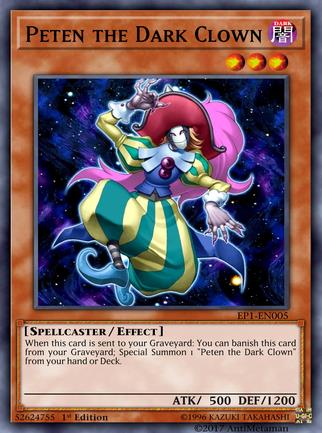 Peten the Dark Clown
DARK
闇
EP1-EN005
[Spellcaster / Effect]
When this card is sent to your Graveyard: You can banish this
card from your Graveyard; Special Summon 1 "Peten the Dark Clown"
from your hand or Deck.
ATK/ 500 DEF/1200
52624755 1st Edition ©1996 KAZUKI TAKAHASHI
©2017 AntiMetaman